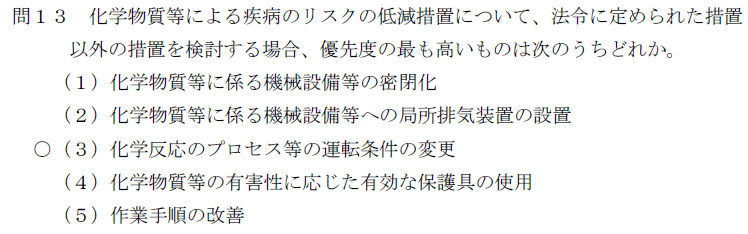 問１３　化学物質等による疾病のリスクの低減措置について、法令に定められた措置
以外の措置を検討する場合、優先度の最も高いものは次のうちどれか。
（１）化学物質等に係る機械設備等の密閉化
（２）化学物質等に係る機械設備等への局所排気装置の設置
○（３）化学反応のプロセス等の運転条件の変更
（４）化学物質等の有害性に応じた有効な保護具の使用
（５）作業手順の改善